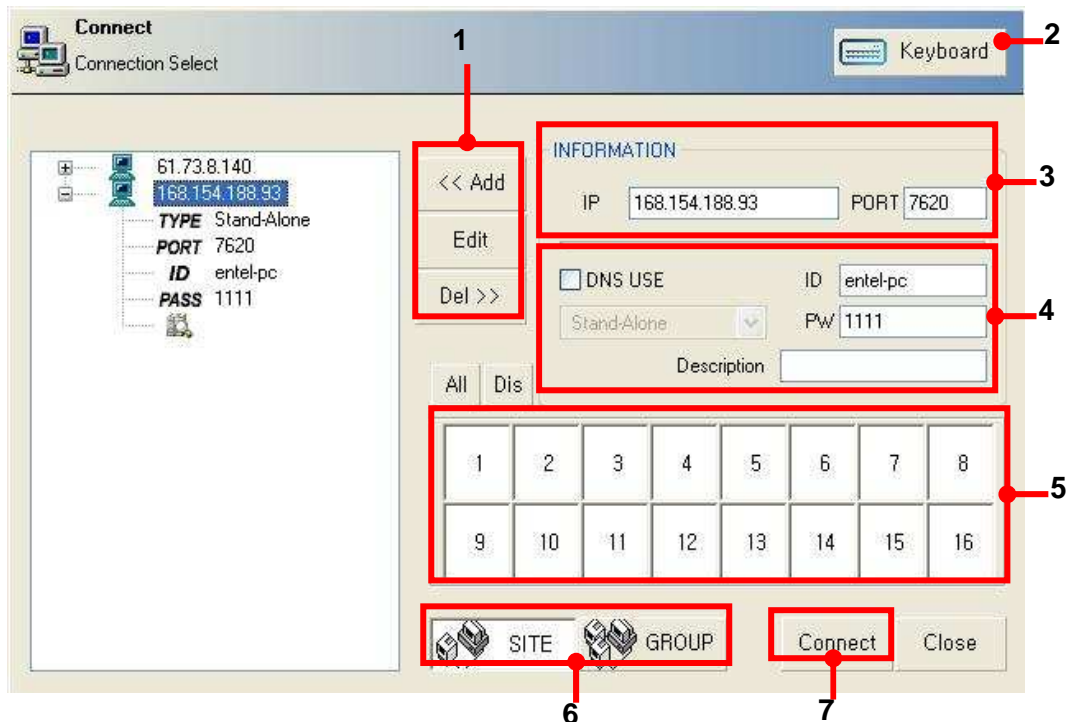 Connect
Connection Select
1
Keyboard
2
61.73.8.140
168.154.188.93
TYPE Stand-Alone
PORT 7620
ID entel-pc
PASS 1111
<< Add
Edit
Del >>
INFORMATION
IP 168.154.188.93 PORT 7620
3
DNS USE ID entel-pc
Stand-Alone PW 1111
Description
4
All Dis
1 2 3 4 5 6 7 8
9 10 11 12 13 14 15 16
5
SITE GROUP Connect Close
6 7